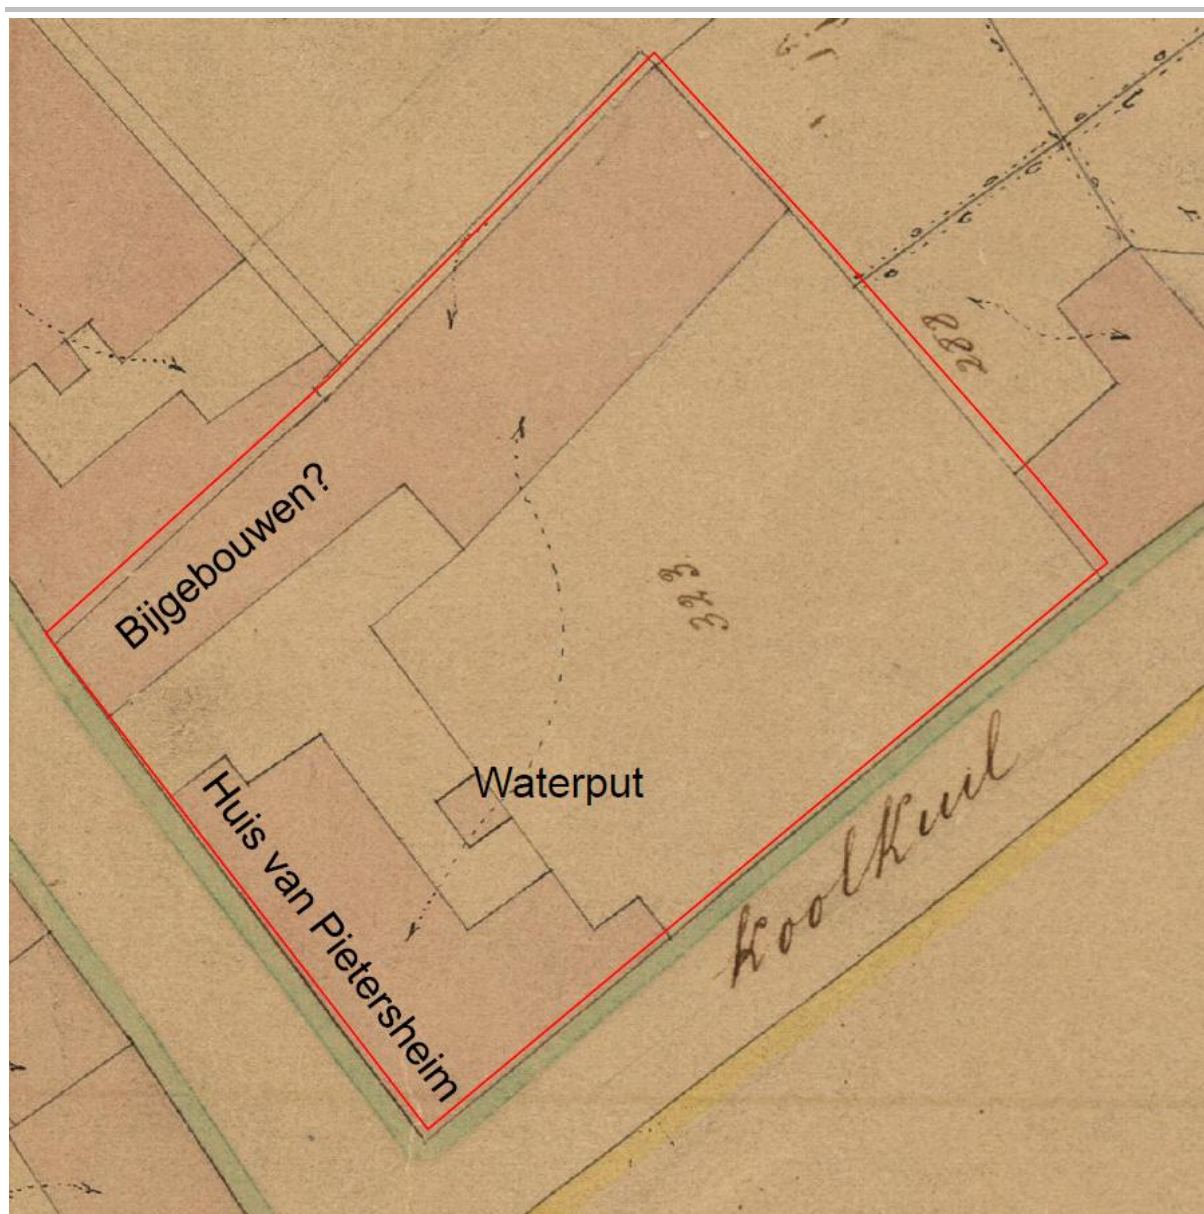 288
Bijgebouwen?
323
Waterput
Huis van Pietersheim
Koolkuil